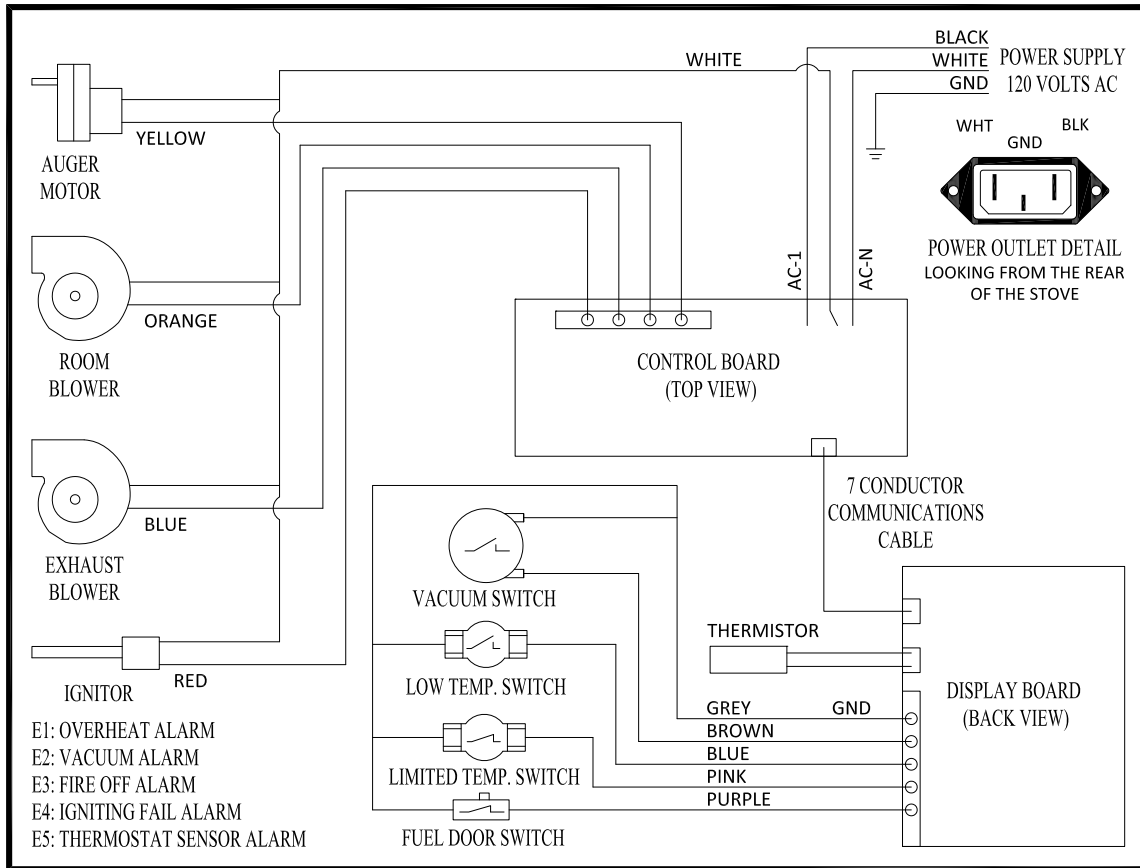 BLACK
WHITE
WHITE
GND
POWER SUPPLY
120 VOLTS AC
WHT
BLK
GND
POWER OUTLET DETAIL
LOOKING FROM THE REAR
OF THE STOVE
YELLOW
AUGER
MOTOR
AC-1
AC-N
ORANGE
ROOM
BLOWER
CONTROL BOARD
(TOP VIEW)
BLUE
EXHAUST
BLOWER
7 CONDUCTOR
COMMUNICATIONS
CABLE
VACUUM SWITCH
THERMISTOR
RED
IGNITOR
LOW TEMP. SWITCH
GREY
GND
BROWN
BLUE
PINK
PURPLE
DISPLAY BOARD
(BACK VIEW)
LIMITED TEMP. SWITCH
FUEL DOOR SWITCH
E1: OVERHEAT ALARM
E2: VACUUM ALARM
E3: FIRE OFF ALARM
E4: IGNITING FAIL ALARM
E5: THERMOSTAT SENSOR ALARM